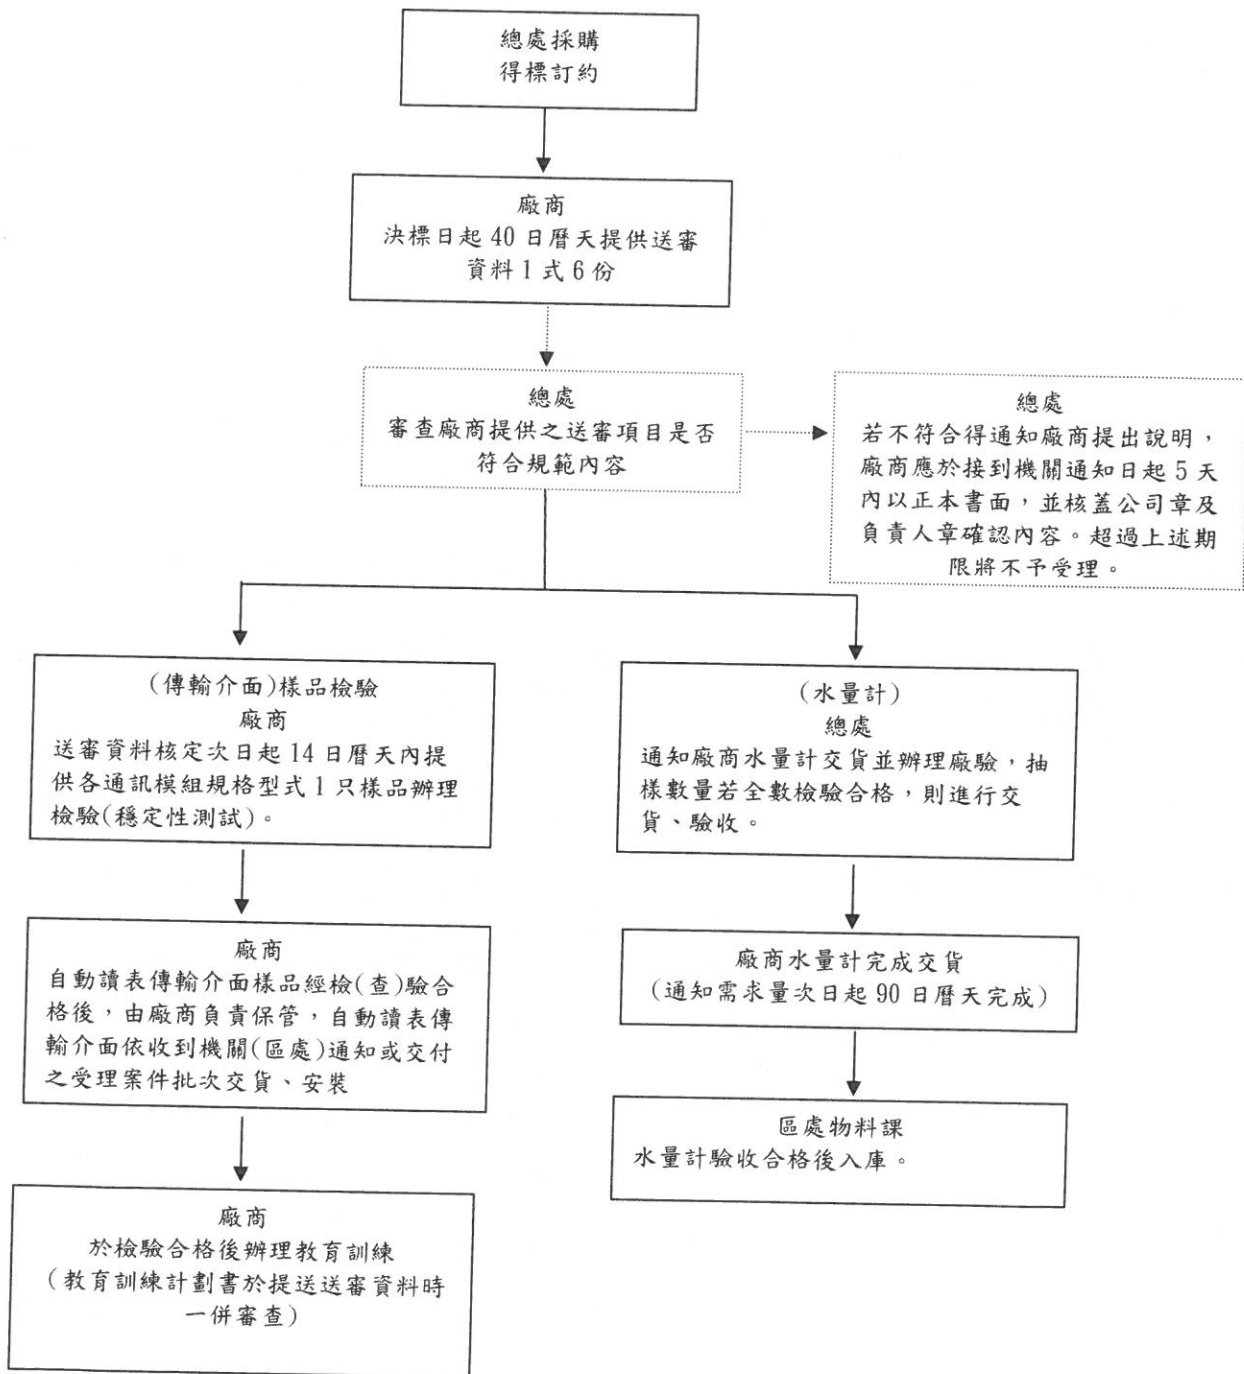 總處採購
得標訂約
廠商
決標日起 40 日曆天提供送審
資料 1 式 6 份
總處
審查廠商提供之送審項目是否
符合規範內容
總處
若不符合得通知廠商提出說明，
廠商應於接到機關通知日起 5 天
內以正本書面，並核蓋公司章及
負責人章確認內容。超過上述期
限將不予受理。
(傳輸介面)樣品檢驗
廠商
送審資料核定次日起 14 日曆天內提
供各通訊模組規格型式 1 只樣品辦理
檢驗(穩定性測試)。
(水量計)
總處
通知廠商水量計交貨並辦理廠驗，抽
樣數量若全數檢驗合格，則進行交
貨、驗收。
廠商
自動讀表傳輸介面樣品經檢(查)驗合
格後，由廠商負責保管，自動讀表傳
輸介面依收到機關(區處)通知或交付
之受理案件批次交貨、安裝
廠商水量計完成交貨
(通知需求量次日起 90 日曆天完成)
區處物料課
水量計驗收合格後入庫。
廠商
於檢驗合格後辦理教育訓練
(教育訓練計劃書於提送送審資料時
一併審查)